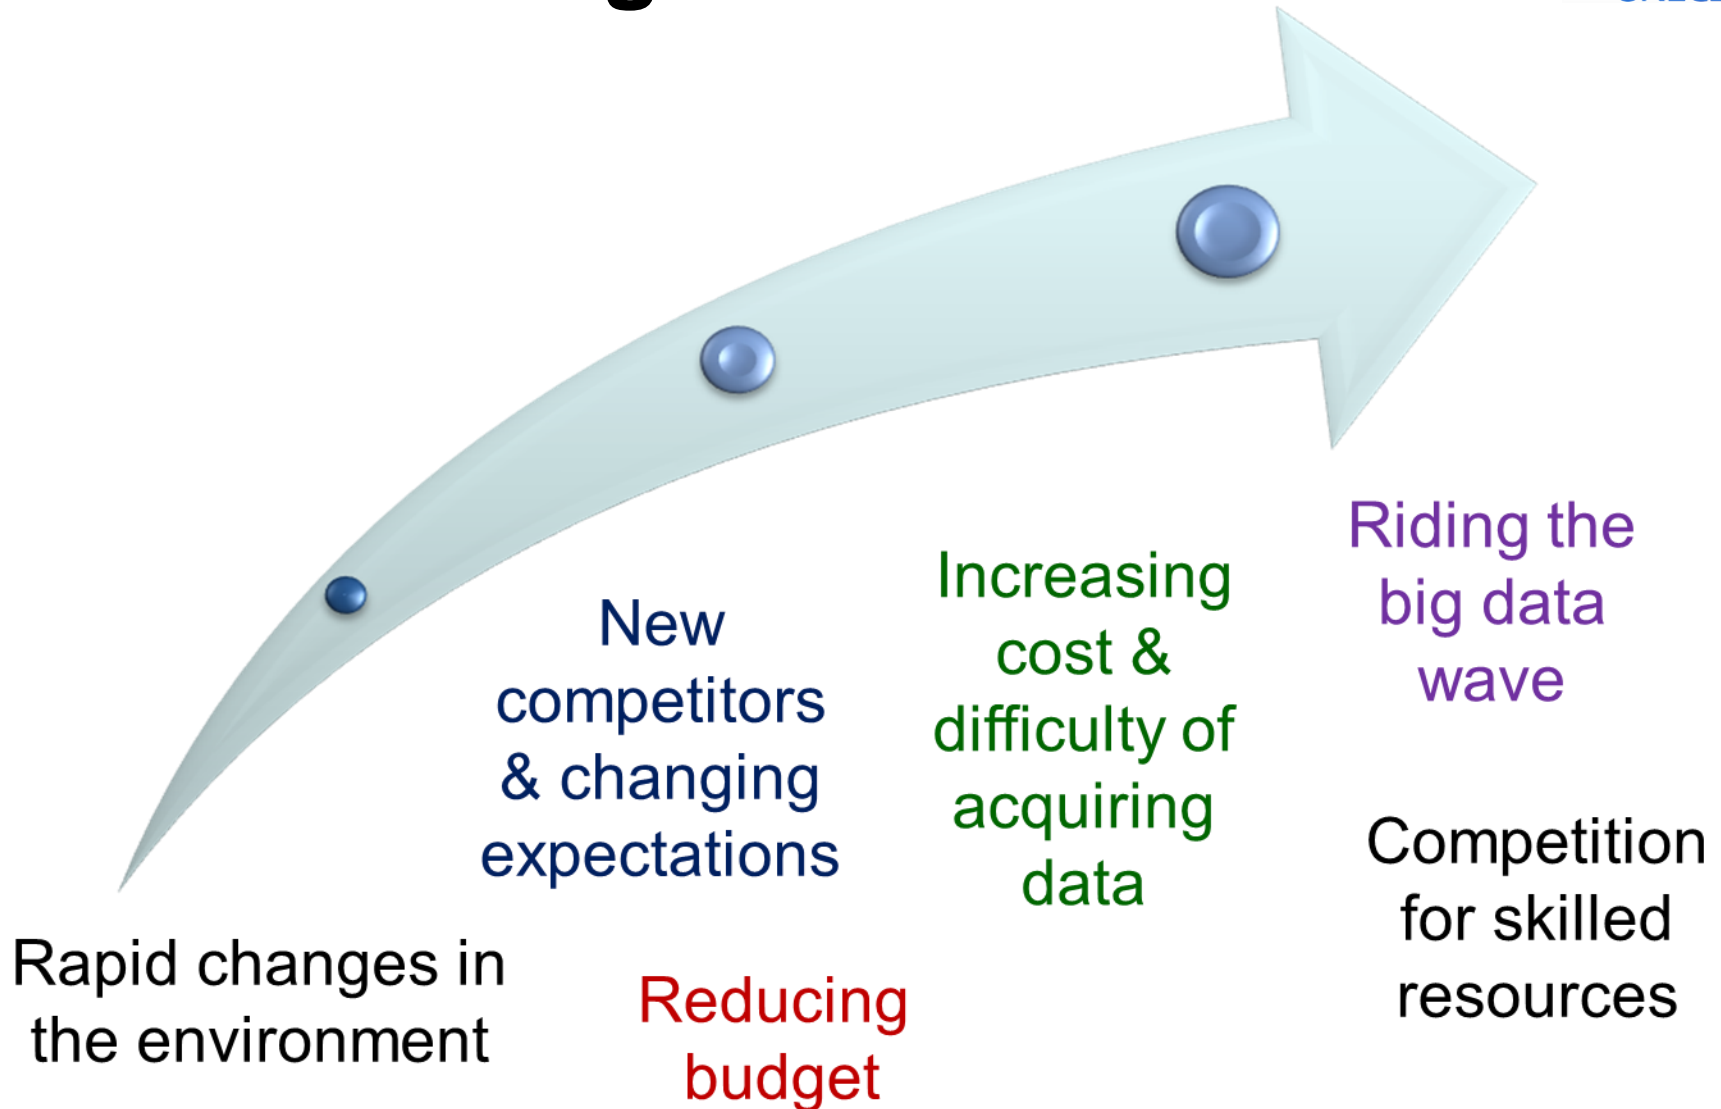 Rapid changes in
the environment
New
competitors
& changing
expectations
Reducing
budget
Increasing
cost &
difficulty of
acquiring
data
Riding the
big data
wave
Competition
for skilled
resources